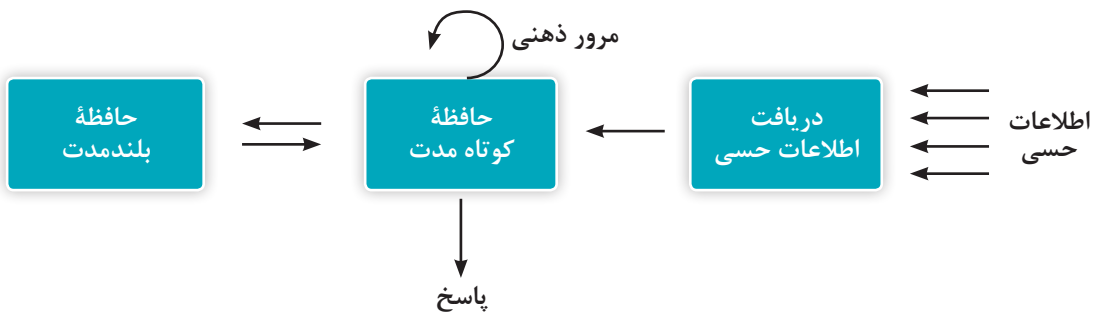 مرور ذهنی
اطلاعات
حسی
دریافت
اطلاعات حسی
حافظهٔ
کوتاه مدت
حافظهٔ
بلندمدت
پاسخ